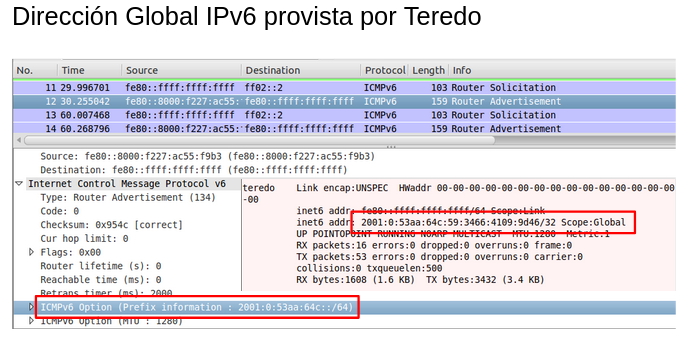 Dirección Global IPv6 provista por Teredo
No. Time Source Destination Protocol Length Info
11 29.996701 fe80::ffff:ffff:ffff ff02::2 ICMPv6 103 Router Solicitation
12 30.255042 fe80::8000:f227:ac55: fe80::ffff:ffff:ffff ICMPv6 159 Router Advertisement
13 60.007468 fe80::ffff:ffff:ffff ff02::2 ICMPv6 103 Router Solicitation
14 60.268796 fe80::8000:f227:ac55: fe80::ffff:ffff:ffff ICMPv6 159 Router Advertisement
Source: fe80::8000:f227:ac55:f9b3 (fe80::8000:f227:ac55:f9b3)
Destination: fe80::ffff:ffff:ffff (fe80::ffff:ffff:ffff)
Internet Control Message Protocol v6
Type: Router Advertisement (134)
Code: 0
Checksum: 0x954c [correct]
Cur hop limit: 0
Flags: 0x00
Router lifetime (s): 0
Reachable time (ms): 0
Retrans timer (ms): 2000
ICMPv6 Option (Prefix information : 2001:0:53aa:64c::/64)
ICMPv6 Option (MTU : 1280)
teredo Link encap:UNSPEC HWaddr 00-00-00-00-00-00-00-00-00-00-00-00-00-00-00
-00
inet6 addr: fe80::ffff:ffff:ffff/64 Scope:Link
inet6 addr: 2001:0:53aa:64c:59:3466:4109:9d46/32 Scope:Global
UP POINTOPOINT RUNNING NOARP MULTICAST MTU:1280 Metric:1
RX packets:16 errors:0 dropped:0 overruns:0 frame:0
TX packets:53 errors:0 dropped:0 overruns:0 carrier:0
collisions:0 txqueuelen:500
RX bytes:1608 (1.6 KB) TX bytes:3432 (3.4 KB)